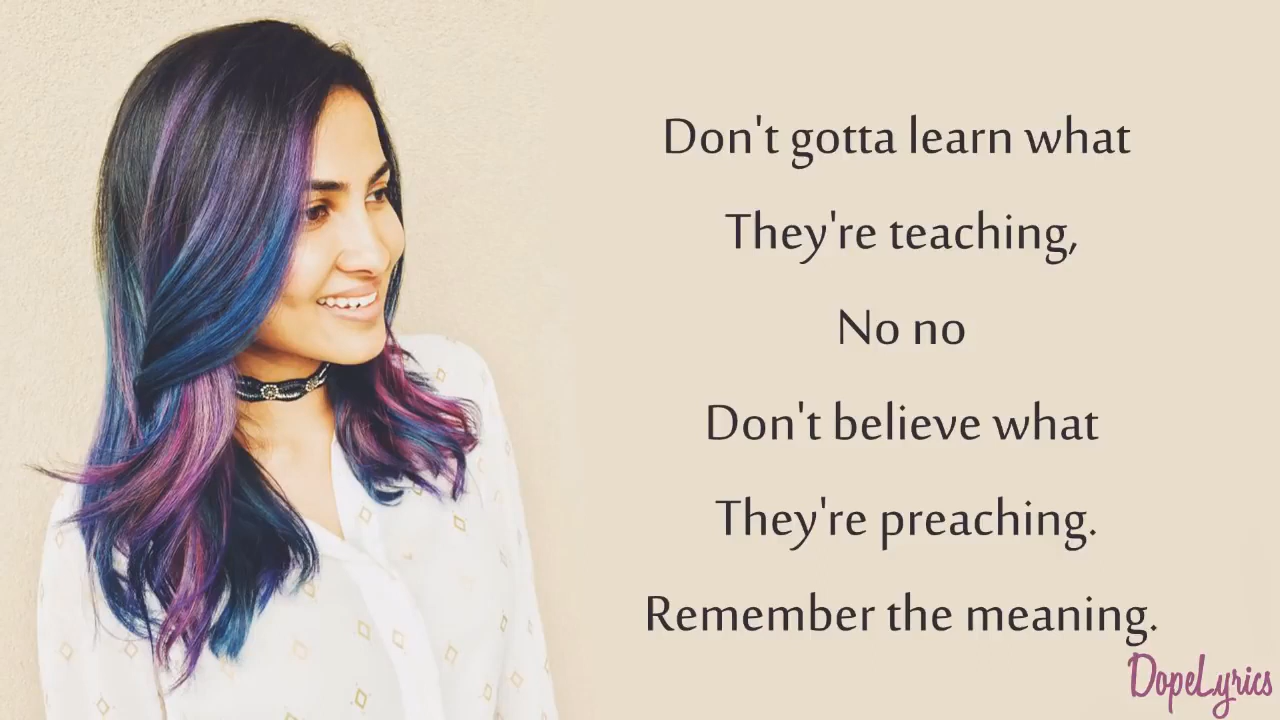 Don't gotta learn what
They're teaching,
No no
Don't believe what
They're preaching.
Remember the meaning.
DopeLyrics